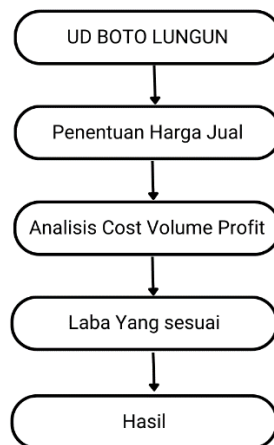 UD BOTO LUNGUN
Penentuan Harga Jual
Analisis Cost Volume Profit
Laba Yang sesuai
Hasil